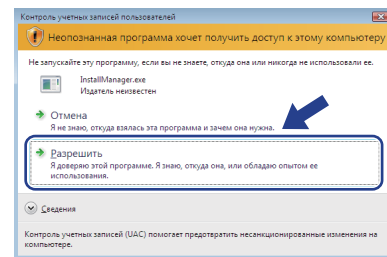 Контроль учетных записей пользователей
Неопознанная программа хочет получить доступ к этому компьютеру
Не запускайте эту программу, если вы не знаете, откуда она или никогда не использовали ее.
InstallManager.exe
Издатель неизвестен
Отмена
Я не знаю, откуда взялась эта программа и зачем она нужна.
Разрешить
Я доверяю этой программе. Я знаю, откуда она, или обладаю опытом ее
использования.
Сведения
Контроль учетных записей (UAC) помогает предотвратить несанкционированные изменения на
компьютере.